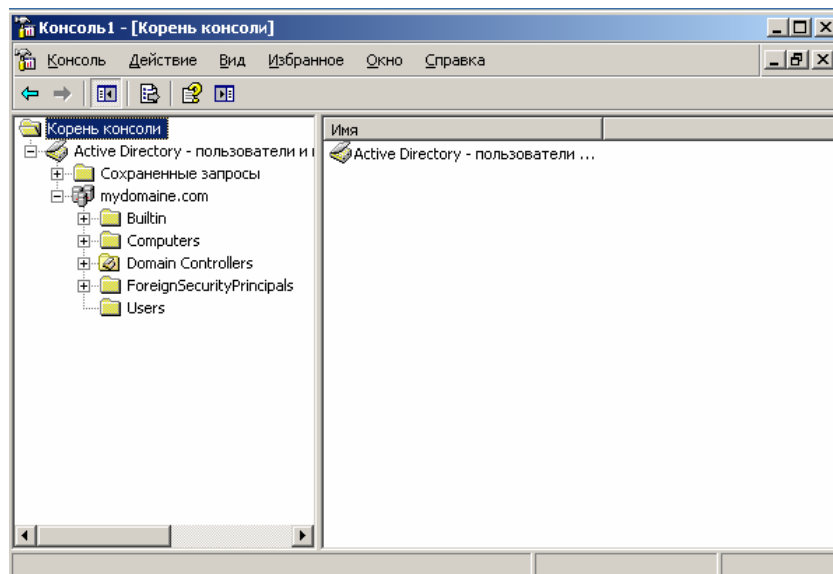 Консоль1 - [Корень консоли]
Консоль Действие Вид Избранное Окно Справка
Корень консоли
Active Directory - пользователи и
Сохраненные запросы
mydomaine.com
Builtin
Computers
Domain Controllers
ForeignSecurityPrincipals
Users
Имя
Active Directory - пользователи ...